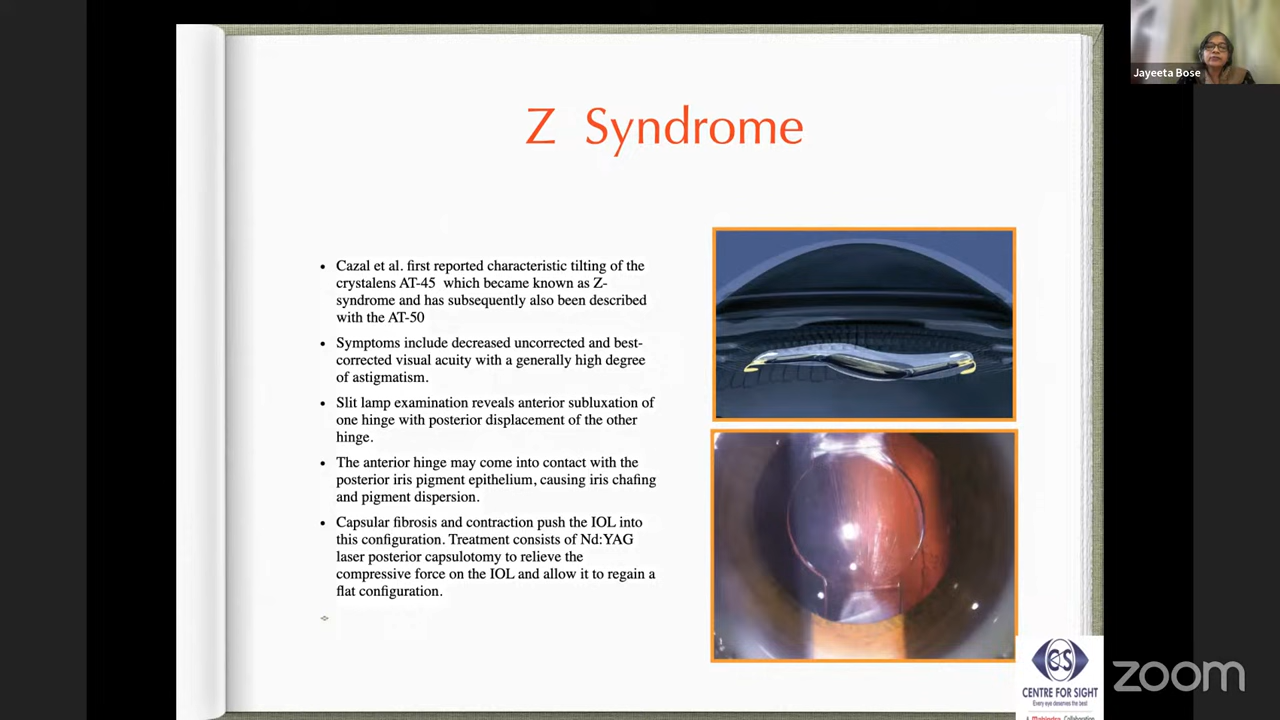 Jayeeta Bose
Z Syndrome
• Cazal et al. first reported characteristic tilting of the
crystalens AT-45 which became known as Z-
syndrome and has subsequently also been described
with the AT-50
• Symptoms include decreased uncorrected and best-
corrected visual acuity with a generally high degree
of astigmatism.
• Slit lamp examination reveals anterior subluxation of
one hinge with posterior displacement of the other
hinge.
• The anterior hinge may come into contact with the
posterior iris pigment epithelium, causing iris chafing
and pigment dispersion.
• Capsular fibrosis and contraction push the IOL into
this configuration. Treatment consists of Nd:YAG
laser posterior capsulotomy to relieve the
compressive force on the IOL and allow it to regain a
flat configuration.
CS
CENTRE FOR SIGHT
Every eye deserves the best
A Mahindra Collaboration
zoom